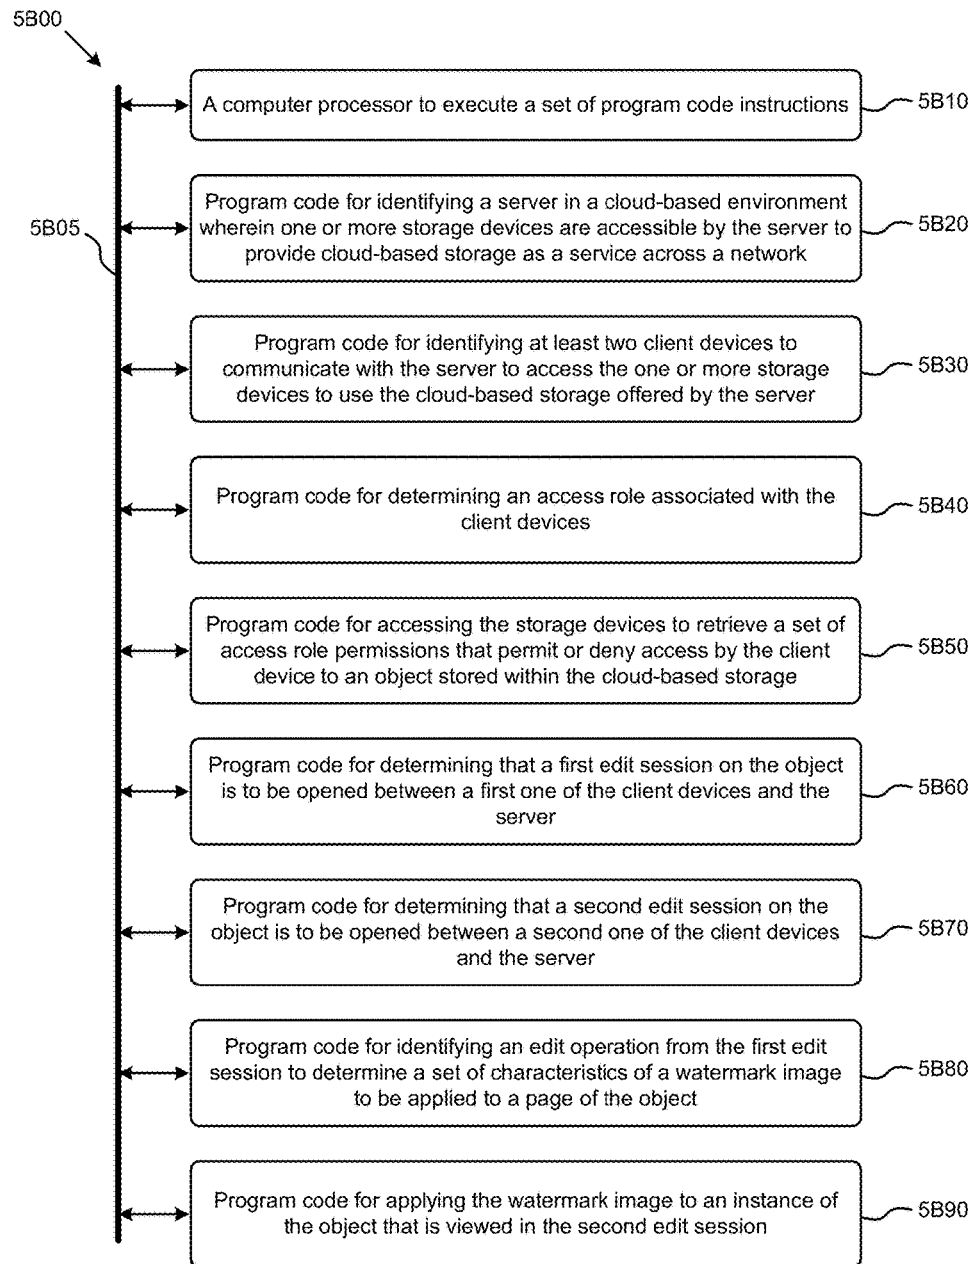 5B00
A computer processor to execute a set of program code instructions
5B10
5B05
Program code for identifying a server in a cloud-based environment
wherein one or more storage devices are accessible by the server to
provide cloud-based storage as a service across a network
5B20
Program code for identifying at least two client devices to
communicate with the server to access the one or more storage
devices to use the cloud-based storage offered by the server
5B30
Program code for determining an access role associated with the
client devices
5B40
Program code for accessing the storage devices to retrieve a set of
access role permissions that permit or deny access by the client
device to an object stored within the cloud-based storage
5B50
Program code for determining that a first edit session on the object
is to be opened between a first one of the client devices and the
server
5B60
Program code for determining that a second edit session on the
object is to be opened between a second one of the client devices
and the server
5B70
Program code for identifying an edit operation from the first edit
session to determine a set of characteristics of a watermark image
to be applied to a page of the object
5B80
Program code for applying the watermark image to an instance of
the object that is viewed in the second edit session
5B90